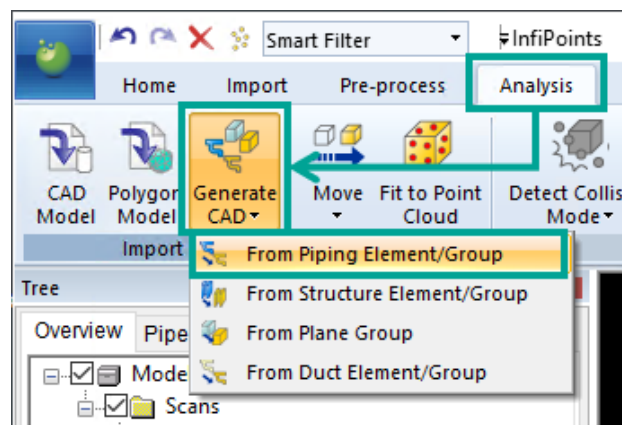 Smart Filter
InfiPoints
Home Import Pre-process Analysis
CAD Model
Polygon Model
Generate CAD
Move
Fit to Point Cloud
Detect Collis
Mode
Import
From Piping Element/Group
From Structure Element/Group
From Plane Group
From Duct Element/Group
Tree
Overview Pipe
Mode
Scans